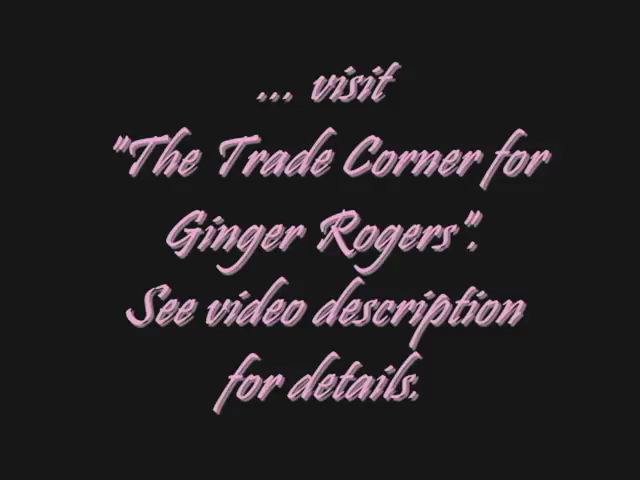 ... visit
"The Trade Corner for
Ginger Rogers".
See video description
for details.